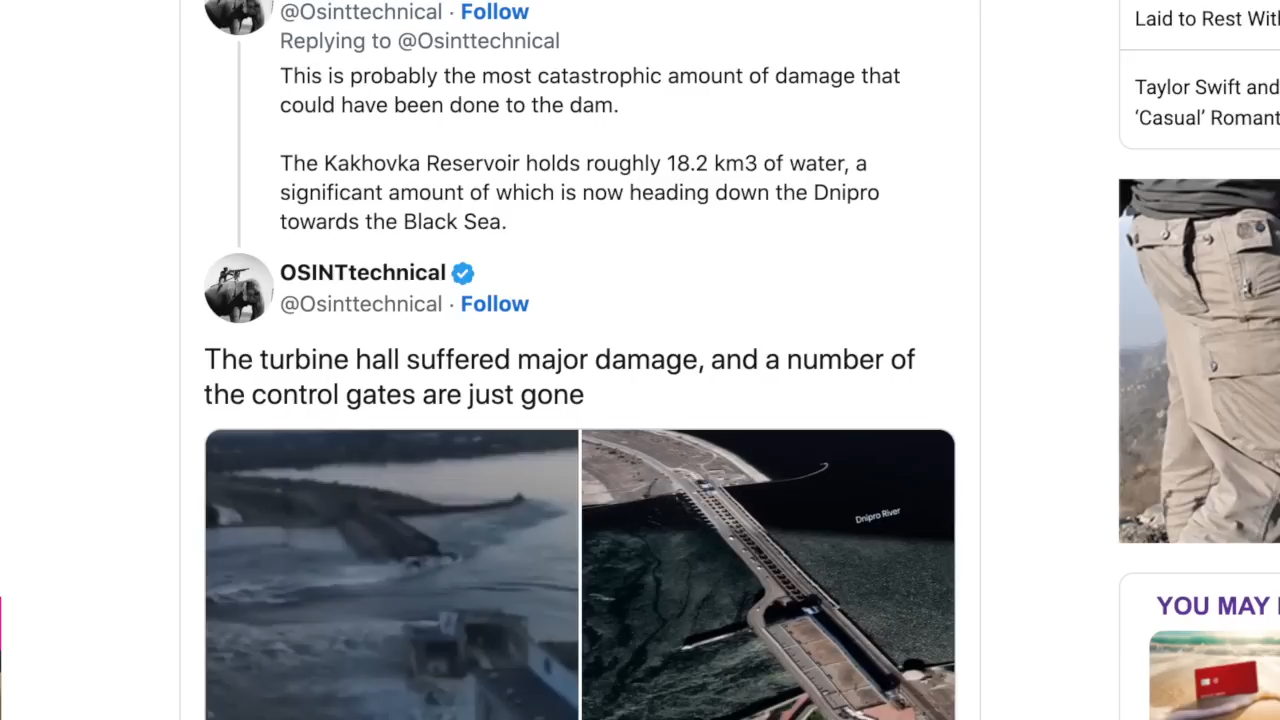 @Osinttechnical · Follow
Replying to @Osinttechnical
This is probably the most catastrophic amount of damage that
could have been done to the dam.
The Kakhovka Reservoir holds roughly 18.2 km3 of water, a
significant amount of which is now heading down the Dnipro
towards the Black Sea.
OSINTtechnical
@Osinttechnical · Follow
The turbine hall suffered major damage, and a number of
the control gates are just gone
Dnipro River
Laid to Rest
Taylor Swift and
'Casual'
YOU MAY